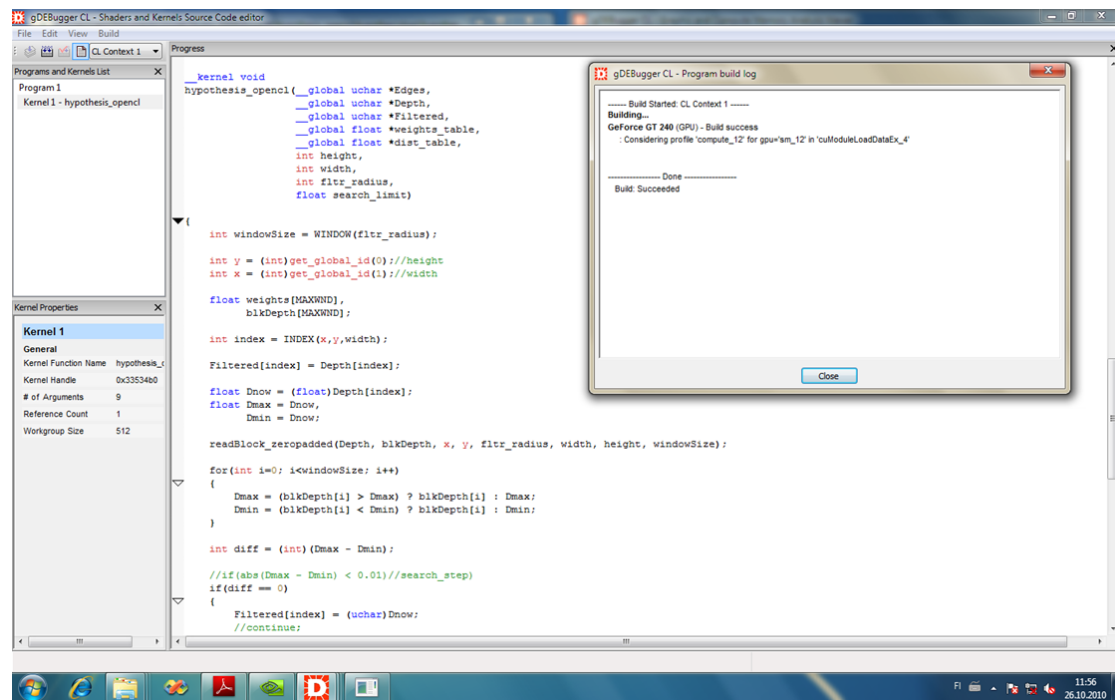 gDEBugger CL - Shaders and Kernels Source Code editor
File Edit View Build
CL Context 1
Programs and Kernels List X
Program 1
Kernel 1 - hypothesis_opencl
Kernel Properties X
Kernel 1
General
Kernel Function Name hypothesis_c
Kernel Handle 0x33534b0
# of Arguments 9
Reference Count 1
Workgroup Size 512
Progress
__kernel void
hypothesis_opencl(__global uchar *Edges,
__global uchar *Depth,
__global uchar *Filtered,
__global float *weights_table,
__global float *dist_table,
int height,
int width,
int fltr_radius,
float search_limit)
{
int windowSize = WINDOW(fltr_radius);
int y = (int)get_global_id(0);//height
int x = (int)get_global_id(1);//width
float weights[MAXWND],
blkDepth[MAXWND];
int index = INDEX(x,y,width);
Filtered[index] = Depth[index];
float Dnow = (float)Depth[index];
float Dmax = Dnow,
Dmin = Dnow;
readBlock_zeropadded(Depth, blkDepth, x, y, fltr_radius, width, height, windowSize);
for(int i=0; i<windowSize; i++)
{
Dmax = (blkDepth[i] > Dmax) ? blkDepth[i] : Dmax;
Dmin = (blkDepth[i] < Dmin) ? blkDepth[i] : Dmin;
}
int diff = (int)(Dmax - Dmin);
//if(abs(Dmax - Dmin) < 0.01)//search_step)
if(diff == 0)
{
Filtered[index] = (uchar)Dnow;
//continue;
gDEBugger CL - Program build log
------ Build Started: CL Context 1 ------
Building...
GeForce GT 240 (GPU) - Build success
: Considering profile 'compute_12' for gpu='sm_12' in 'cuModuleLoadDataEx_4'
---------------- Done ----------------
Build: Succeeded
Close
FI
11:56
26.10.2010